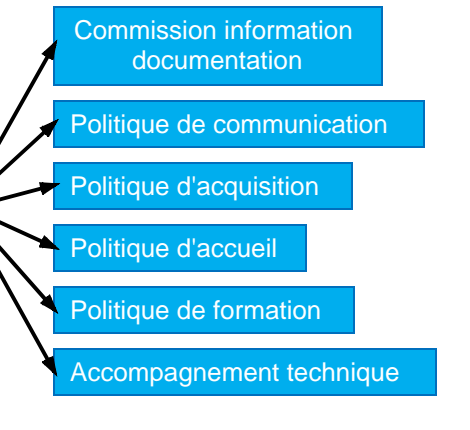 Commission information
documentation
Politique de communication
Politique d'acquisition
Politique d'accueil
Politique de formation
Accompagnement technique